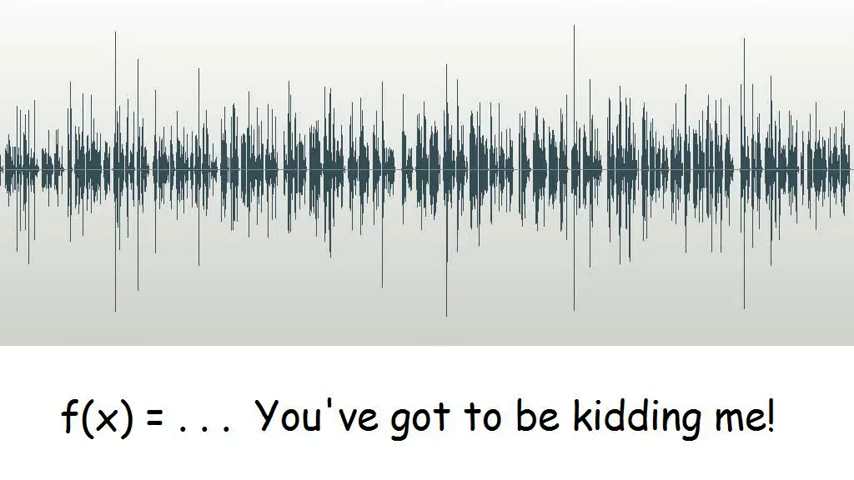 f(x) = . . .  You've got to be kidding me!